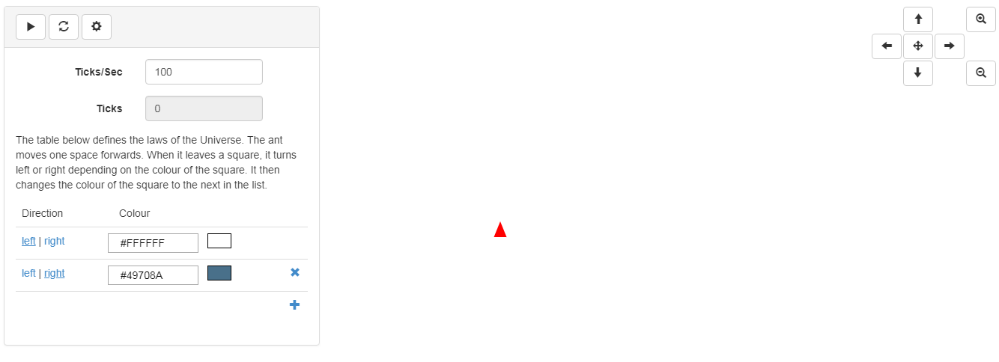 Ticks/Sec 100
Ticks 0
The table below defines the laws of the Universe. The ant
moves one space forwards. When it leaves a square, it turns
left or right depending on the colour of the square. It then
changes the colour of the square to the next in the list.
Direction Colour
left | right #FFFFFF
left | right #49708A